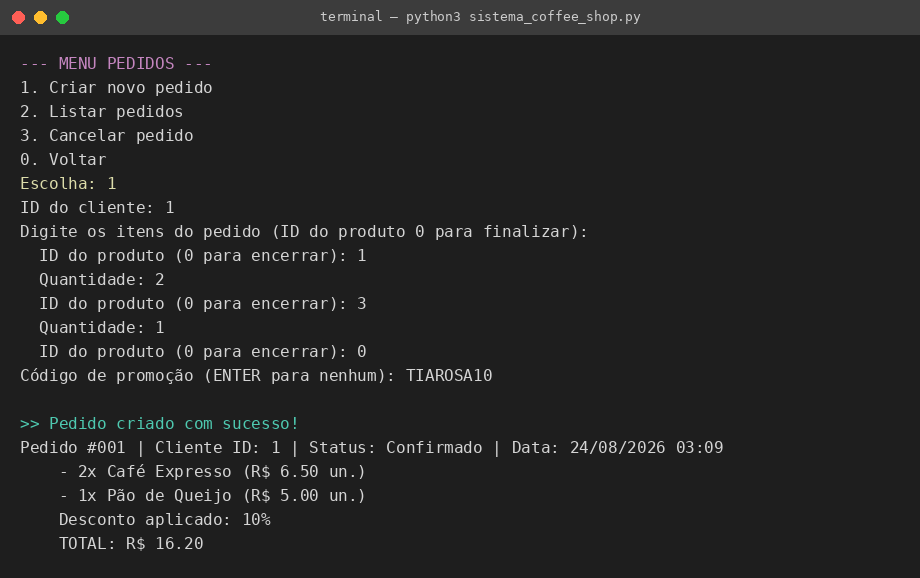 terminal — python3 sistema_coffee_shop.py
--- MENU PEDIDOS ---
1. Criar novo pedido
2. Listar pedidos
3. Cancelar pedido
0. Voltar
Escolha: 1
ID do cliente: 1
Digite os itens do pedido (ID do produto 0 para finalizar):
  ID do produto (0 para encerrar): 1
  Quantidade: 2
  ID do produto (0 para encerrar): 3
  Quantidade: 1
  ID do produto (0 para encerrar): 0
Código de promoção (ENTER para nenhum): TIAROSA10
>> Pedido criado com sucesso!
Pedido #001 | Cliente ID: 1 | Status: Confirmado | Data: 24/08/2026 03:09
    - 2x Café Expresso (R$ 6.50 un.)
    - 1x Pão de Queijo (R$ 5.00 un.)
    Desconto aplicado: 10%
    TOTAL: R$ 16.20